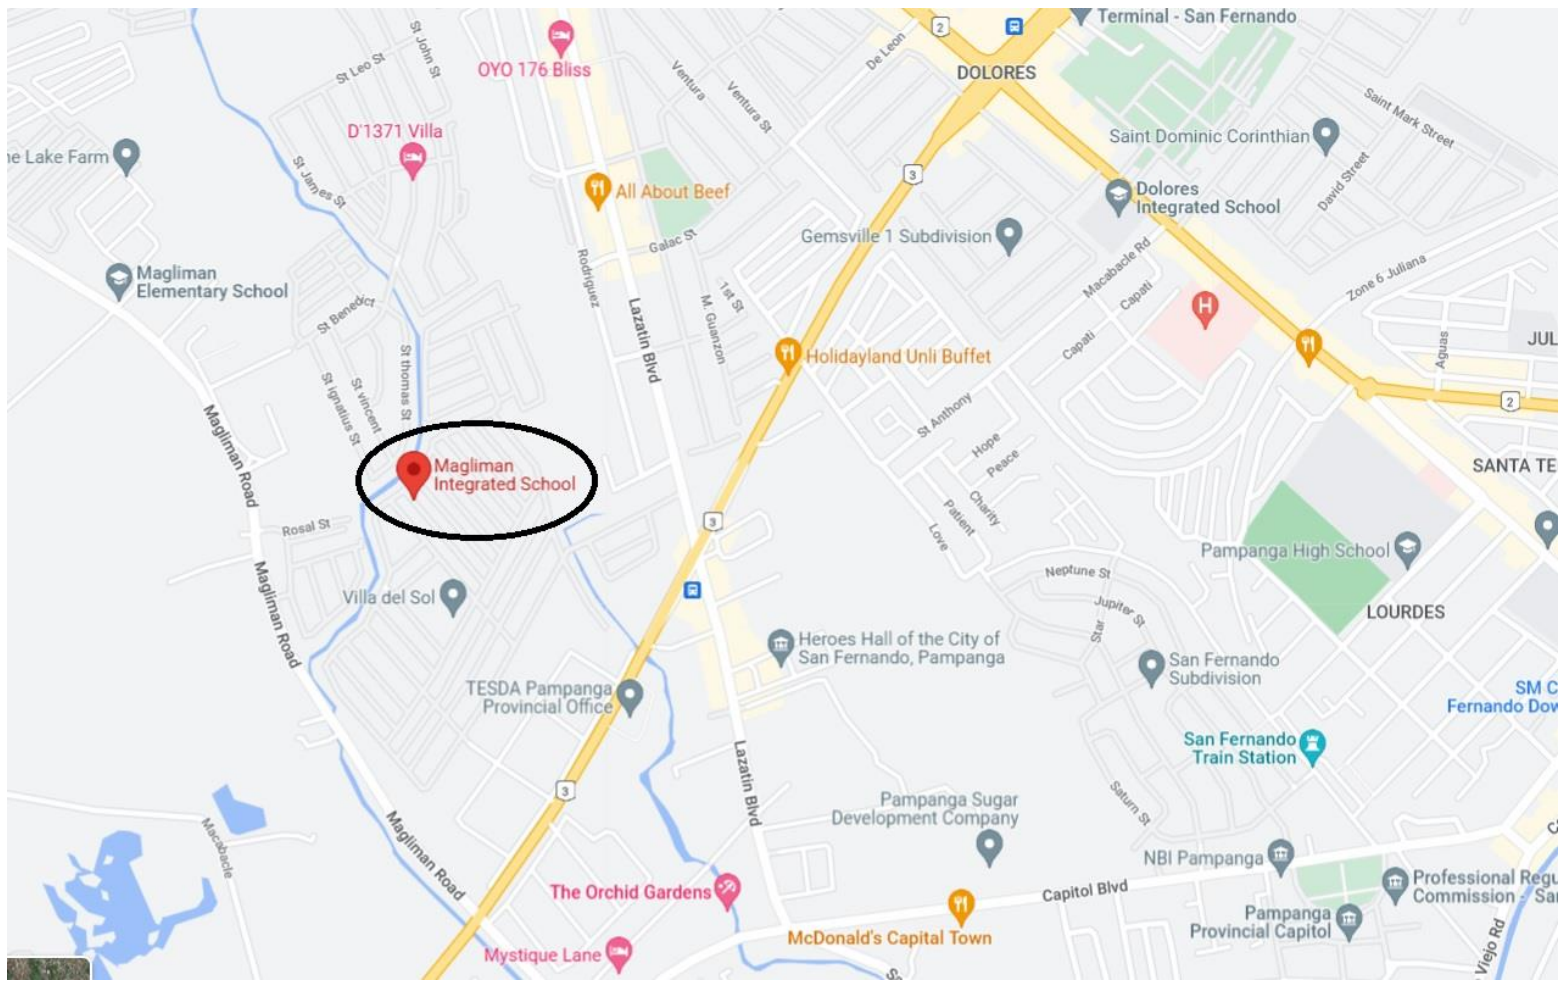 2
Terminal - San Fernando
St John St
OYO 176 Bliss
De Leon
DOLORES
St Leo St
Ventura
Ventura St
Saint Mark Street
D'1371 Villa
Saint Dominic Corinthian
ne Lake Farm
St James St
3
All About Beef
David Street
Dolores
Integrated School
Galac St
Gemsville 1 Subdivision
Macabacle Rd
Magliman
Elementary School
Rodriguez
1st St
Capati
Zone 6 Juliana
St Benedict
Lazatin Blvd
M. Guanzon
H
Capati
JUL
Holidayland Unli Buffet
Aguas
St thomas St
St vincent
St ignatius St
2
St Anthony
Magliman Road
Hope
Peace
Magliman
Integrated School
SANTA TE
Charity
Patient
Love
Rosal St
3
Pampanga High School
Magliman Road
Neptune St
Villa del Sol
Jupiter St
Star
LOURDES
Heroes Hall of the City of
San Fernando, Pampanga
San Fernando
Subdivision
TESDA Pampanga
Provincial Office
SM C
Fernando Dow
San Fernando
Train Station
Lazatin Blvd
3
Saturn St
Pampanga Sugar
Development Company
Macabacle
Magliman Road
NBI Pampanga
The Orchid Gardens
Capitol Blvd
Professional Regu
Commission - Sar
Pampanga
Provincial Capitol
McDonald's Capital Town
Mystique Lane
Viejo Rd